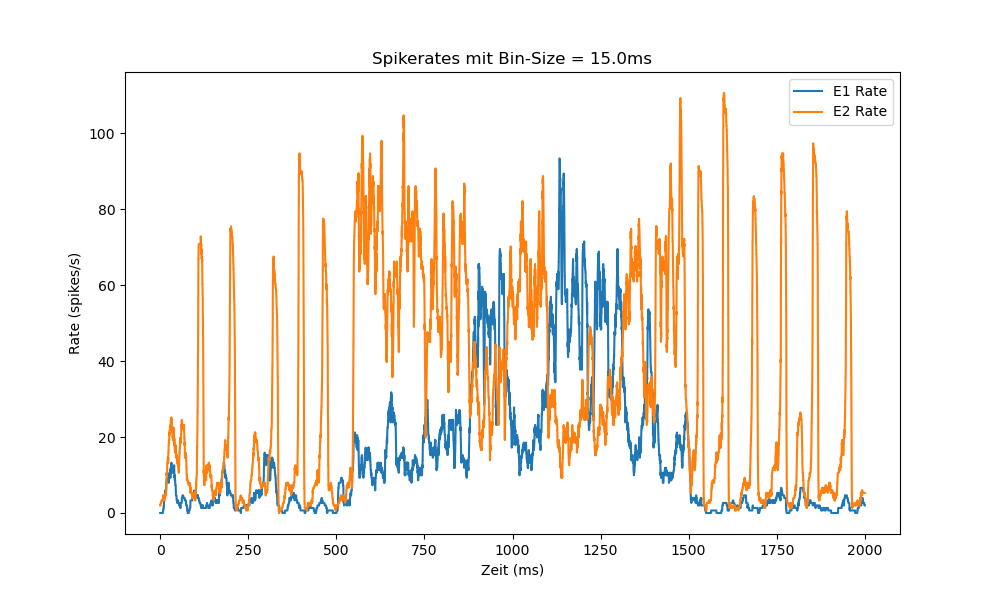 Spikerates mit Bin-Size = 15.0ms
E1 Rate
E2 Rate
Rate (spikes/s)
100
80
60
40
20
0
0 250 500 750 1000 1250 1500 1750 2000
Zeit (ms)